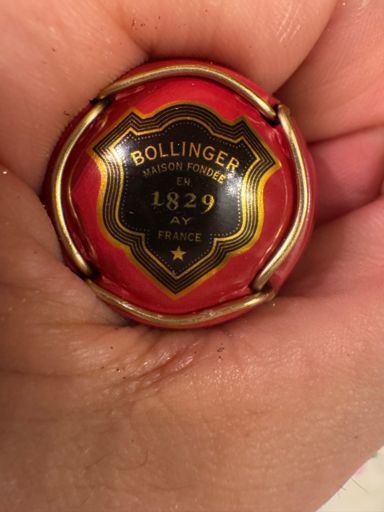 BOLLINGER
MAISON FONDÉE
EN
1829
AY
FRANCE